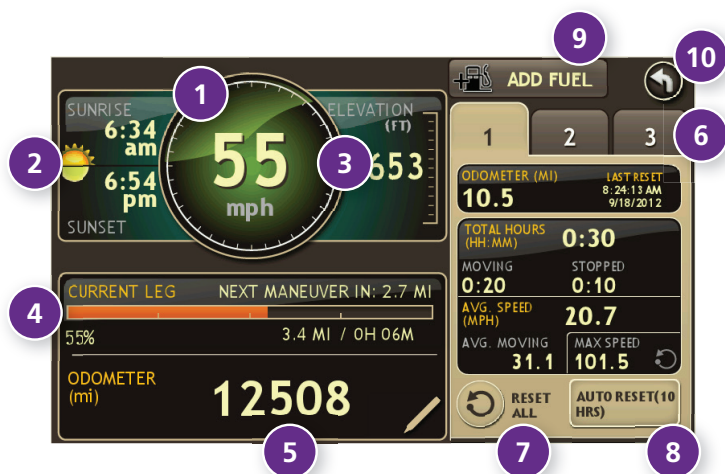 9
10
1
ADD FUEL
SUNRISE
6:34
am
ELEVATION
(FT)
1
2
3
6
2
55
3
653
mph
6:54
pm
SUNSET
ODOMETER (MI)
10.5
LAST RESET
8:24:13 AM
9/18/2012
TOTAL HOURS
(HH:MM)
0:30
MOVING
STOPPED
0:20
0:10
4
CURRENT LEG
NEXT MANEUVER IN: 2.7 MI
55%
3.4 MI / 0H 06M
AVG. SPEED
(MPH)
20.7
AVG. MOVING
31.1
MAX SPEED
101.5
ODOMETER
(mi)
12508
RESET
ALL
AUTO RESET(10
HRS)
5
7
8